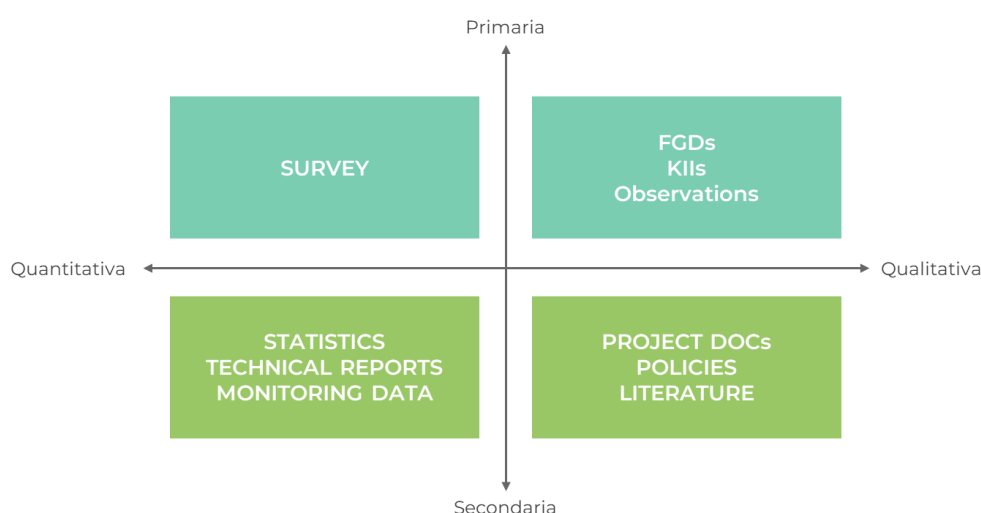 Primaria
SURVEY
FGDs
KIIs
Observations
Quantitativa
Qualitativa
STATISTICS
TECHNICAL REPORTS
MONITORING DATA
PROJECT DOCs
POLICIES
LITERATURE
Secondaria